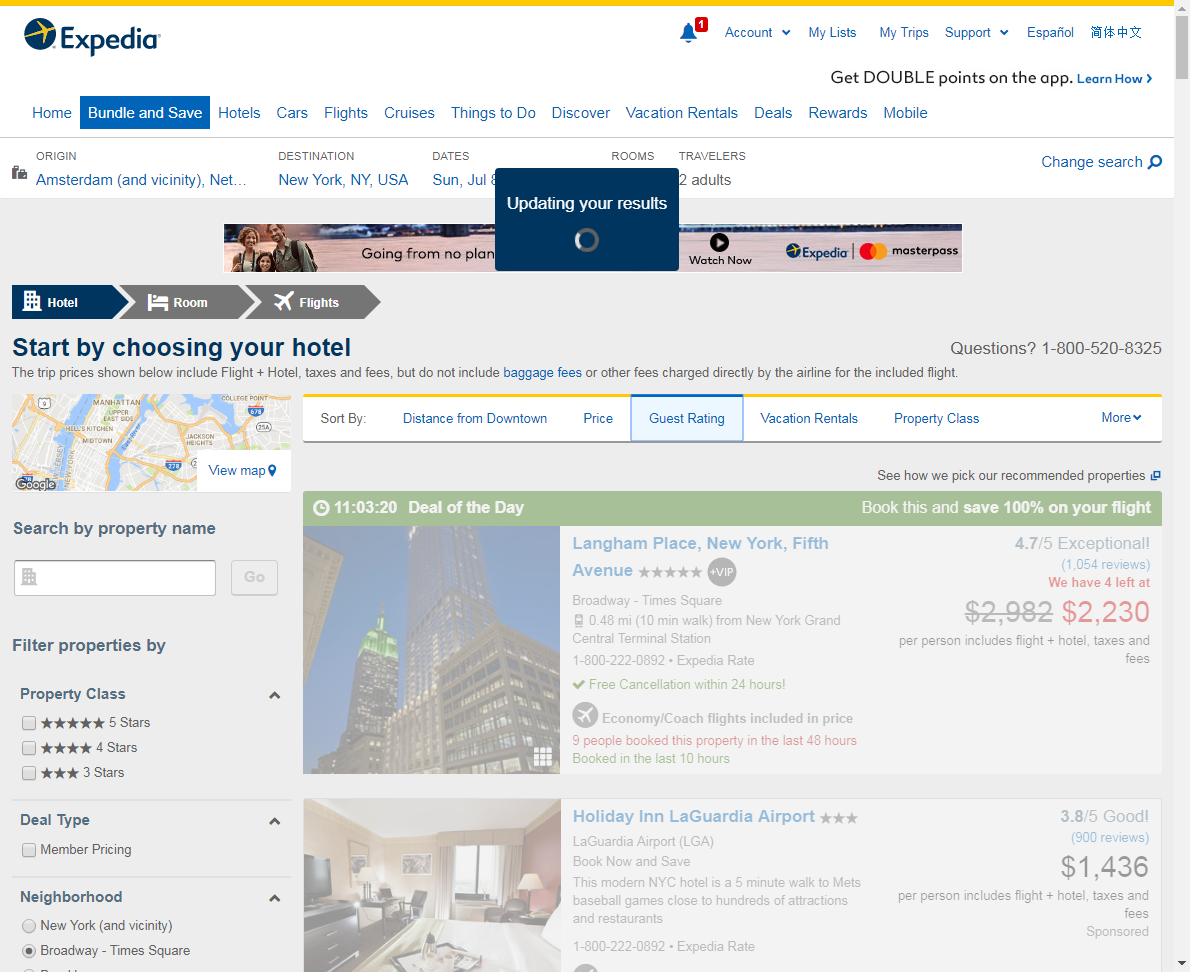 Expedia
1
Account
My Lists
My Trips
Support
Español
简体中文
Get DOUBLE points on the app. Learn How
Home
Bundle and Save
Hotels
Cars
Flights
Cruises
Things to Do
Discover
Vacation Rentals
Deals
Rewards
Mobile
ORIGIN
DESTINATION
DATES
ROOMS
TRAVELERS
Amsterdam (and vicinity), Net...
New York, NY, USA
Sun, Jul
2 adults
Change search
Updating your results
Going from no plan
Watch Now
Expedia
masterpass
Hotel
Room
Flights
Start by choosing your hotel
Questions? 1-800-520-8325
The trip prices shown below include Flight + Hotel, taxes and fees, but do not include baggage fees or other fees charged directly by the airline for the included flight.
9
MANHATTAN
COLLEGE POINT
678
UPPER
EAST SIDE
25A
HELL'S KITCHEN
MIDTOWN
JACKSON
HEIGHTS
East River
278
NEW YORK
Google
View map
Sort By:
Distance from Downtown
Price
Guest Rating
Vacation Rentals
Property Class
More
See how we pick our recommended properties
Search by property name
Go
Filter properties by
Property Class
5 Stars
4 Stars
3 Stars
Deal Type
Member Pricing
Neighborhood
New York (and vicinity)
Broadway - Times Square
11:03:20 Deal of the Day
Book this and save 100% on your flight
Langham Place, New York, Fifth
Avenue
+VIP
4.7/5 Exceptional!
(1,054 reviews)
We have 4 left at
$2,982 $2,230
per person includes flight + hotel, taxes and
fees
Broadway - Times Square
0.48 mi (10 min walk) from New York Grand
Central Terminal Station
1-800-222-0892 • Expedia Rate
Free Cancellation within 24 hours!
Economy/Coach flights included in price
9 people booked this property in the last 48 hours
Booked in the last 10 hours
Holiday Inn LaGuardia Airport
3.8/5 Good!
(900 reviews)
$1,436
per person includes flight + hotel, taxes and
fees
Sponsored
LaGuardia Airport (LGA)
Book Now and Save
This modern NYC hotel is a 5 minute walk to Mets
baseball games close to hundreds of attractions
and restaurants
1-800-222-0892 • Expedia Rate